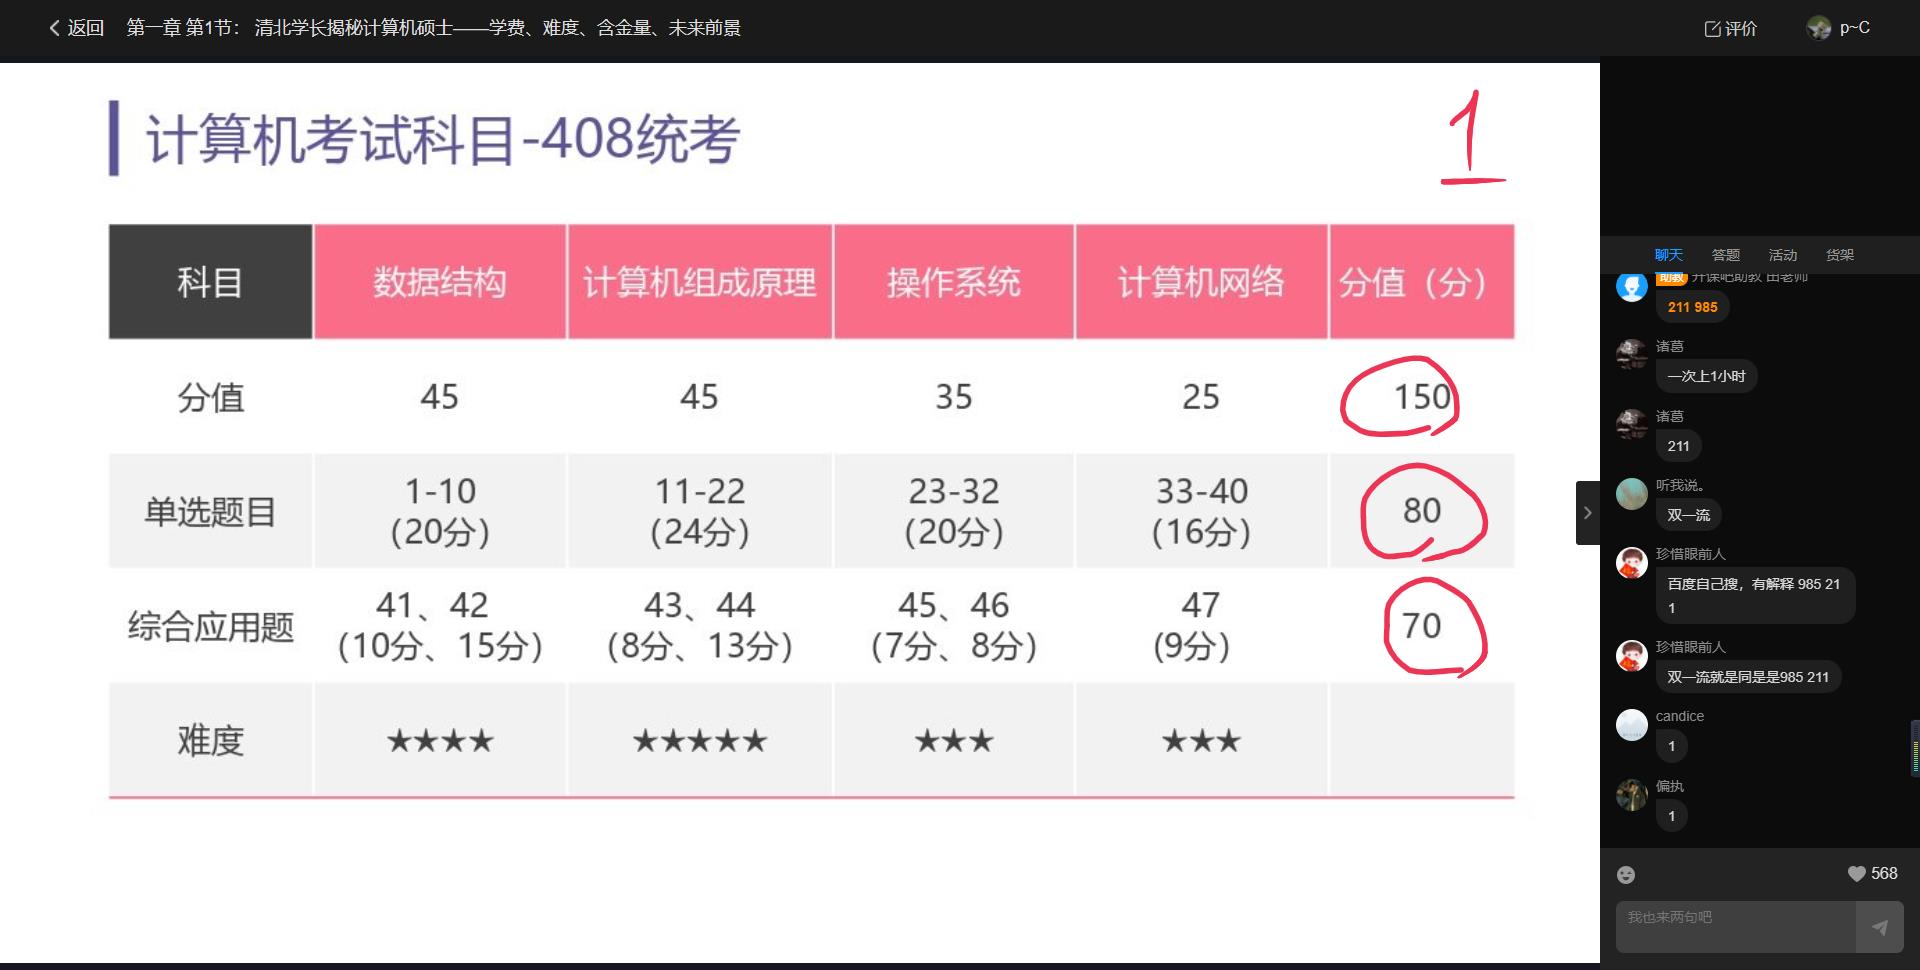 返回 第一章 第1节： 清北学长揭秘计算机硕士——学费、难度、含金量、未来前景
评价 p~C
计算机考试科目-408统考
1
科目 数据结构 计算机组成原理 操作系统 计算机网络 分值（分）
分值 45 45 35 25 150
单选题目 1-10 (20分) 11-22 (24分) 23-32 (20分) 33-40 (16分) 80
综合应用题 41、42 (10分、15分) 43、44 (8分、13分) 45、46 (7分、8分) 47 (9分) 70
难度 ★★★★ ★★★★★ ★★★ ★★★
聊天 答题 活动 货架
助教 开课吧助教 田老师
211 985
诸葛
一次上1小时
诸葛
211
听我说。
双一流
珍惜眼前人
百度自己搜，有解释 985 21
1
珍惜眼前人
双一流就是同是是985 211
candice
1
偏执
1
568
我也来两句吧